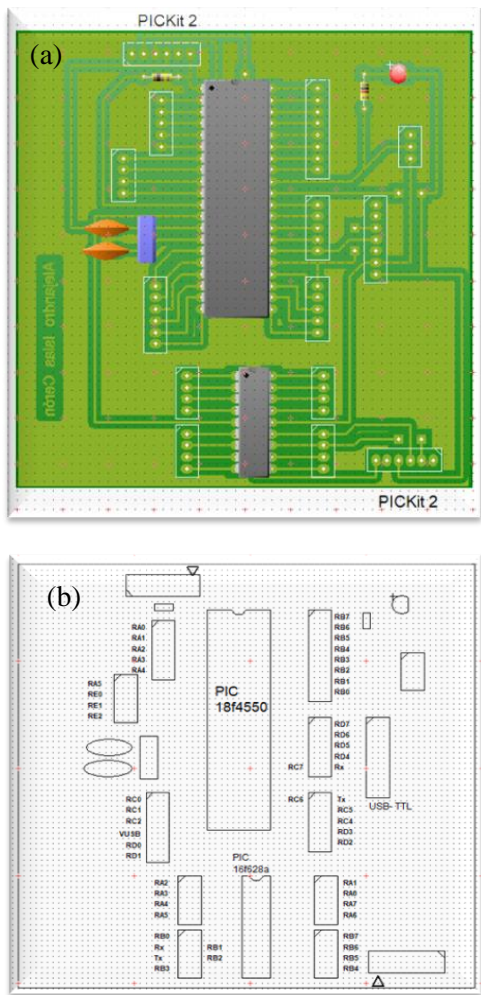 PICKit 2
(a)
PICKit 2
(b)
RA0
RA1
RA2
RA3
RA4
RA5
RE0
RE1
RE2
PIC
18f4550
RB7
RB6
RB5
RB4
RB3
RB2
RB1
RB0
RD7
RD6
RD5
RD4
RC7 Rx
USB-TTL
RC0
RC1
RC2
VUSB
RD0
RD1
RC6 Tx
RC5
RC4
RD3
RD2
PIC
16f628a
RA2
RA3
RA4
RA5
RA1
RA0
RA7
RA6
RB0
Rx RB1
Tx RB2
RB3
RB7
RB6
RB5
RB4